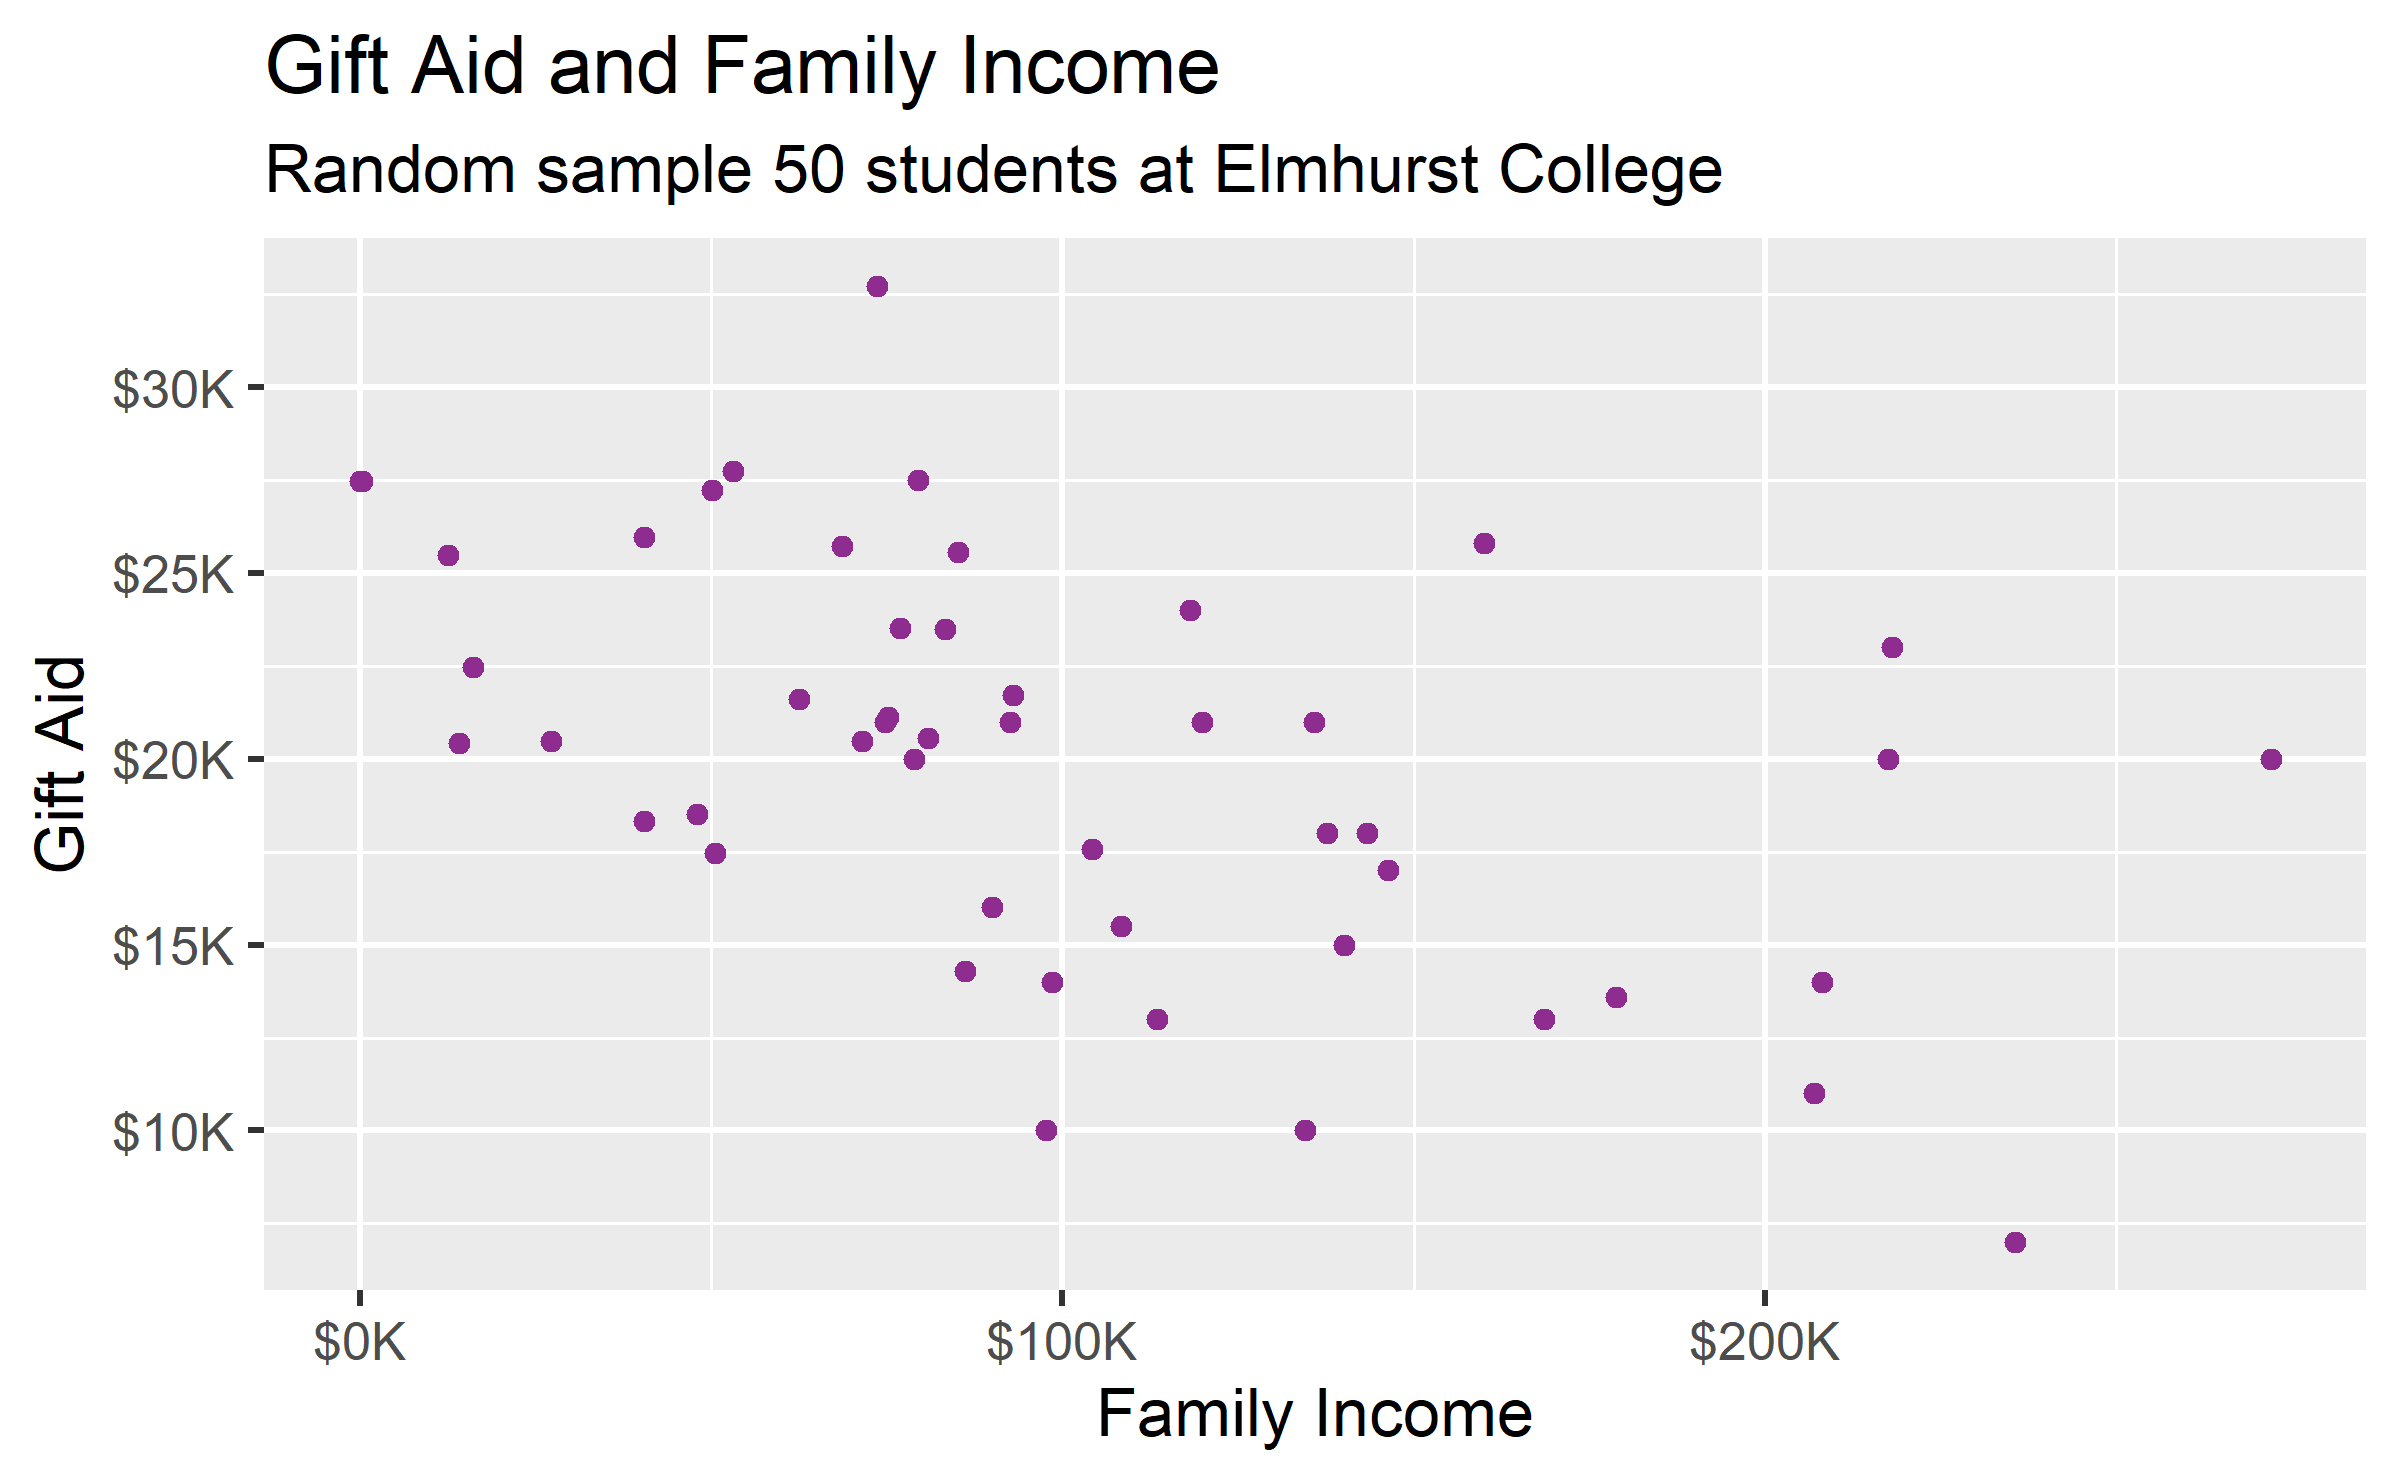 Gift Aid and Family Income
Random sample 50 students at Elmhurst College
Gift Aid
$30K
$25K
$20K
$15K
$10K
$0K
$100K
$200K
Family Income